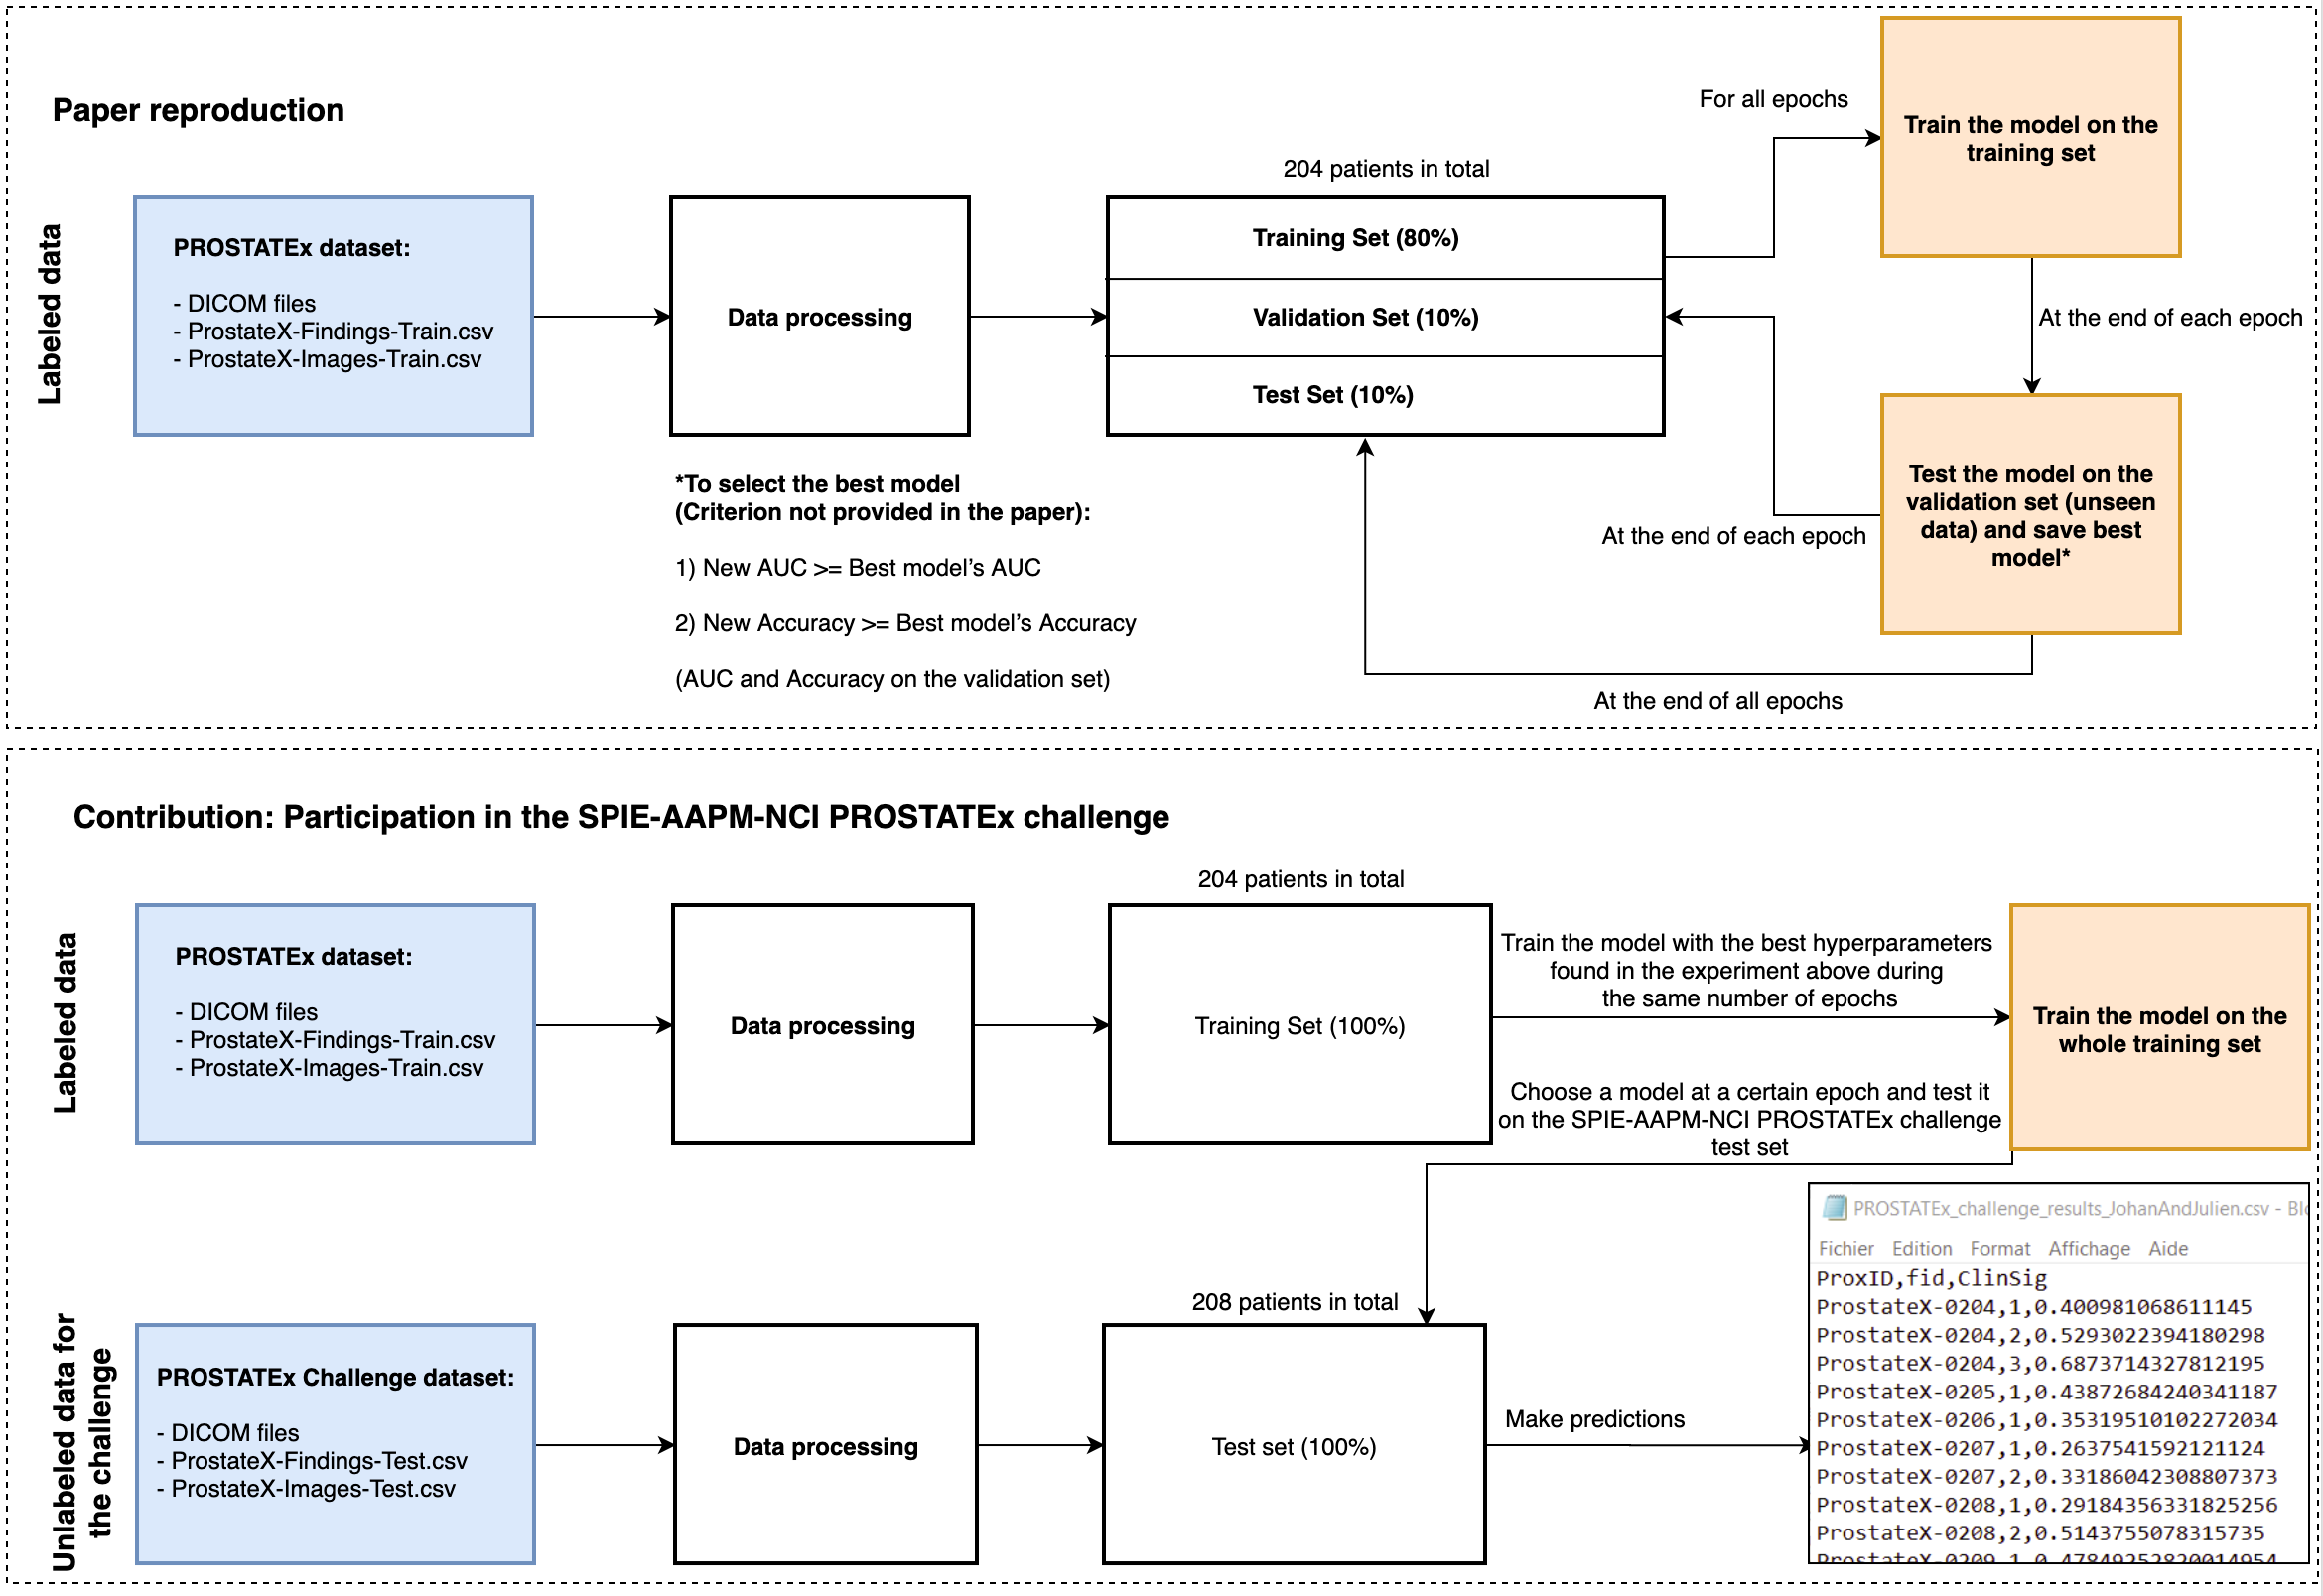 Paper reproduction
Labeled data
PROSTATEx dataset:
- DICOM files
- ProstateX-Findings-Train.csv
- ProstateX-Images-Train.csv
Data processing
204 patients in total
Training Set (80%)
Validation Set (10%)
Test Set (10%)
For all epochs
Train the model on the
training set
At the end of each epoch
Test the model on the
validation set (unseen
data) and save best
model*
At the end of each epoch
At the end of all epochs
*To select the best model
(Criterion not provided in the paper):
1) New AUC >= Best model’s AUC
2) New Accuracy >= Best model’s Accuracy
(AUC and Accuracy on the validation set)
Contribution: Participation in the SPIE-AAPM-NCI PROSTATEx challenge
Labeled data
PROSTATEx dataset:
- DICOM files
- ProstateX-Findings-Train.csv
- ProstateX-Images-Train.csv
Data processing
204 patients in total
Training Set (100%)
Train the model with the best hyperparameters
found in the experiment above during
the same number of epochs
Train the model on the
whole training set
Choose a model at a certain epoch and test it
on the SPIE-AAPM-NCI PROSTATEx challenge
test set
Unlabeled data for
the challenge
PROSTATEx Challenge dataset:
- DICOM files
- ProstateX-Findings-Test.csv
- ProstateX-Images-Test.csv
Data processing
208 patients in total
Test set (100%)
Make predictions
PROSTATEx_challenge_results_JohanAndJulien.csv -
Fichier Edition Format Affichage Aide
ProxID,fid,ClinSig
ProstateX-0204,1,0.400981068611145
ProstateX-0204,2,0.5293022394180298
ProstateX-0204,3,0.6873714327812195
ProstateX-0205,1,0.43872684240341187
ProstateX-0206,1,0.35319510102272034
ProstateX-0207,1,0.2637541592121124
ProstateX-0207,2,0.33186042308807373
ProstateX-0208,1,0.29184356331825256
ProstateX-0208,2,0.5143755078315735